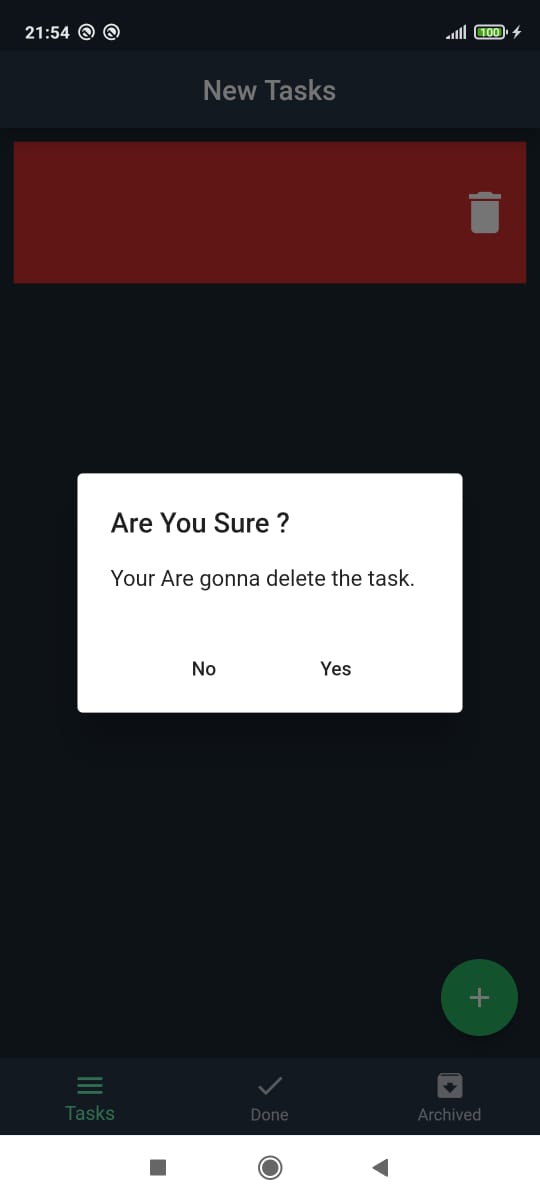 21:54
100
New Tasks
Are You Sure ?
Your Are gonna delete the task.
No Yes
Tasks Done Archived